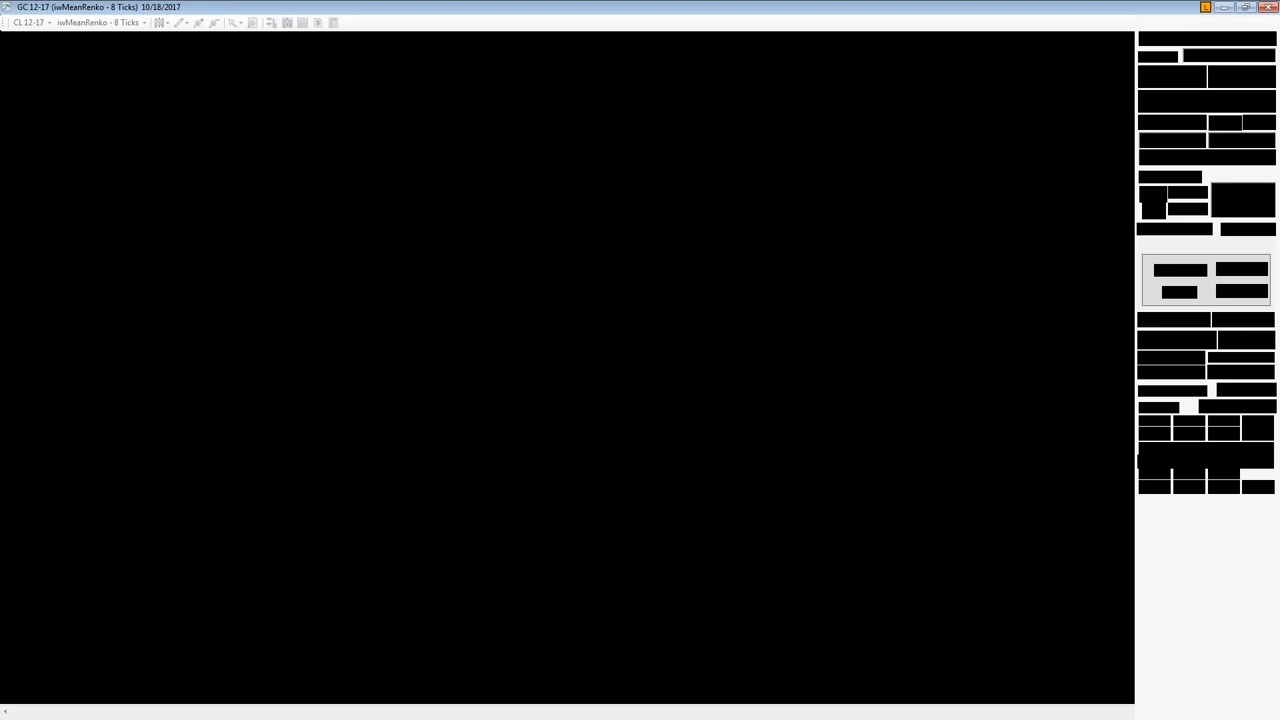 GC 12-17 (iwMeanRenko - 8 Ticks) 10/18/2017
L
CL 12-17 iwMeanRenko - 8 Ticks